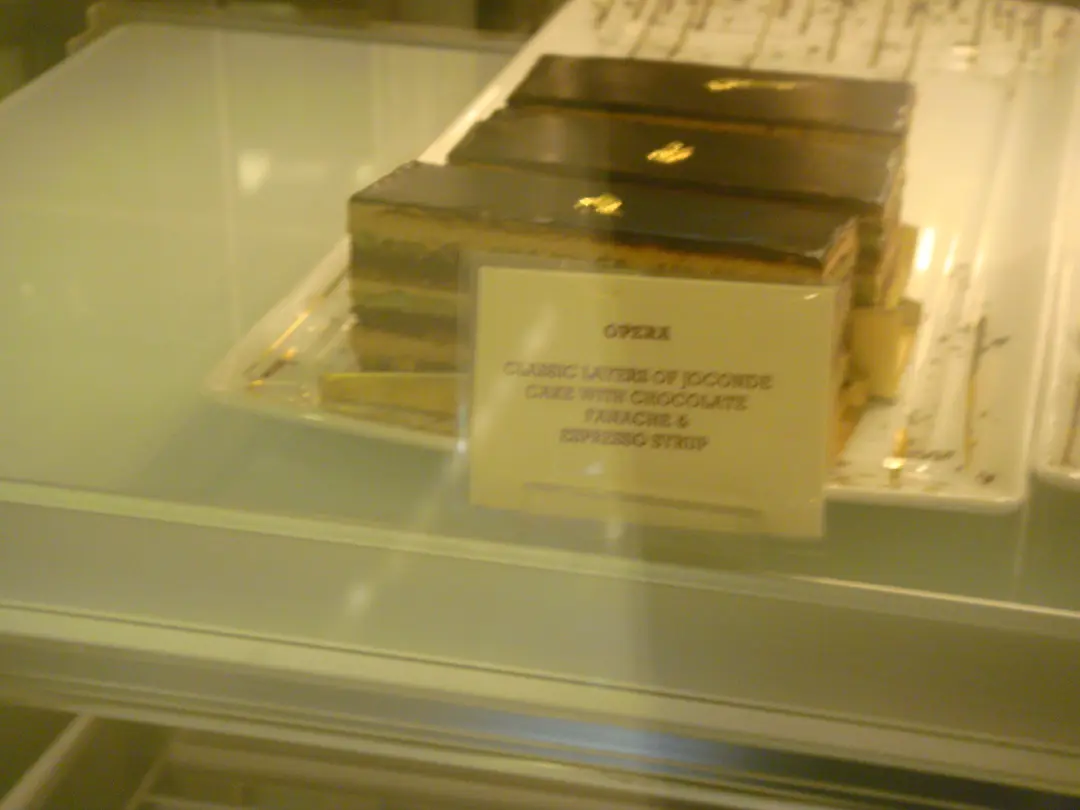 OPERA
CLASSIC LAYERS OF JOCONDE
CAKE WITH CHOCOLATE
GANACHE &
ESPRESSO SYRUP